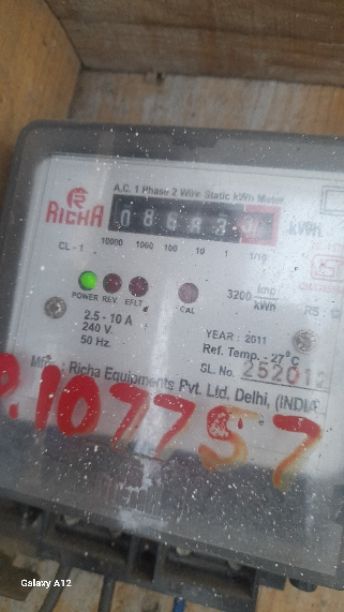 A.C. 1 Phase 2 Wire Static kWh Meter
RICHA
kWh
CL - 1
10000 1000 100 10 1 1/10
POWER REV. EFLT CAL
3200 imp/kWh
2.5 - 10 A
240 V.
50 Hz.
YEAR : 2011
Ref. Temp. - 27°C
SL. No. 252012
: Richa Equipments Pvt. Ltd, Delhi, (INDIA
107757
Galaxy A12